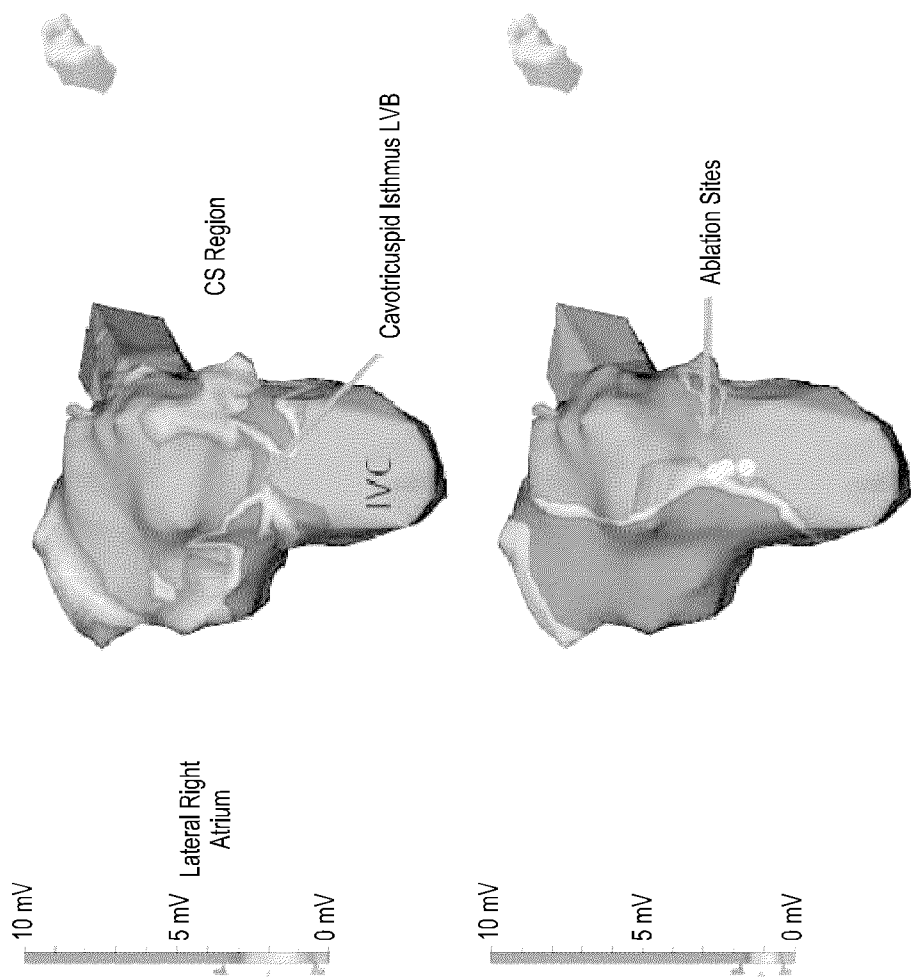 10 mV
5 mV
0 mV
Lateral Right
Atrium
CS Region
Cavotricuspid Isthmus LVB
IVC
10 mV
5 mV
0 mV
Ablation Sites